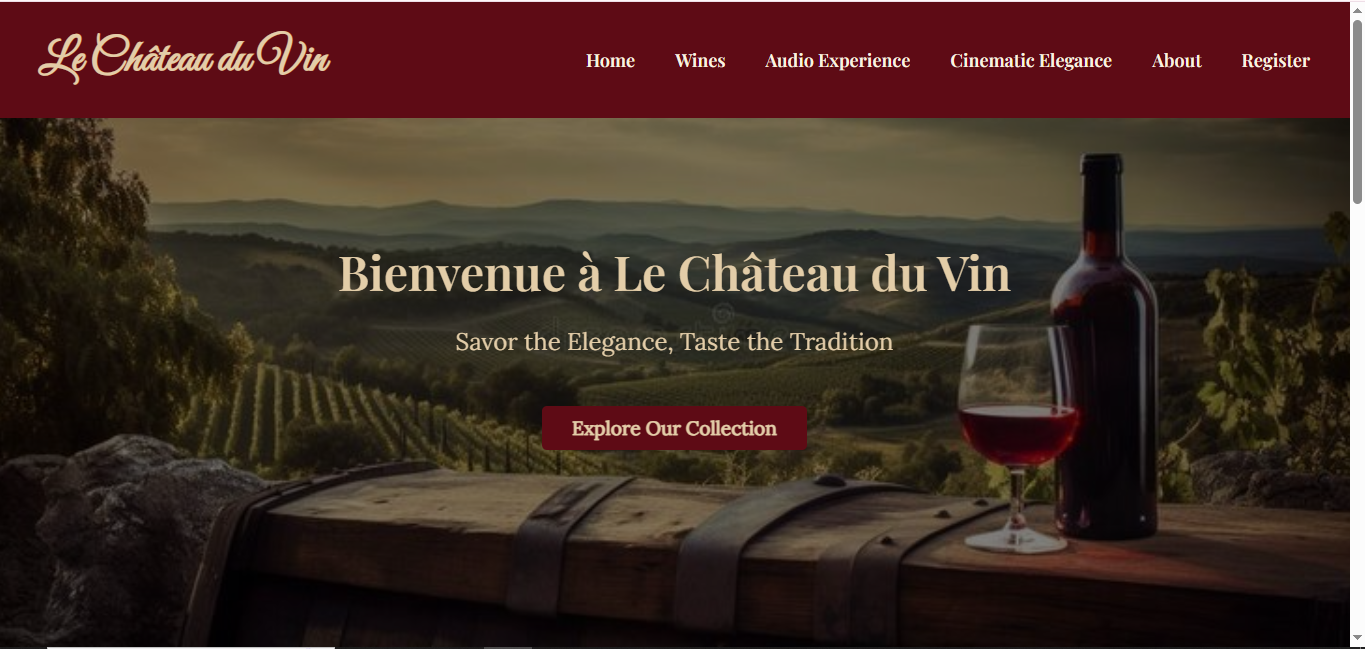 Le Château du Vin
Home Wines Audio Experience Cinematic Elegance About Register
Bienvenue à Le Château du Vin
Savor the Elegance, Taste the Tradition
Explore Our Collection